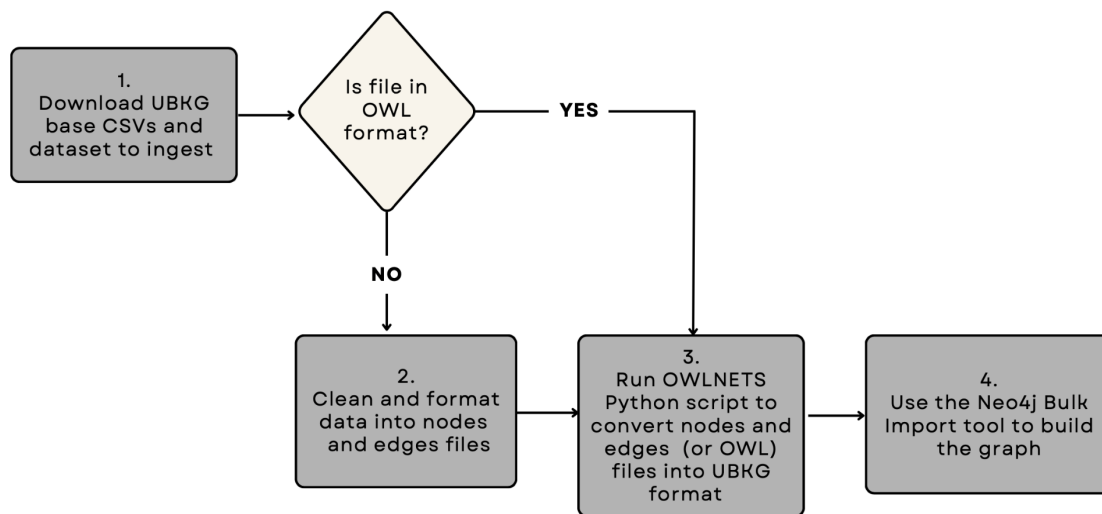 1.
Download UBKG
base CSVs and
dataset to ingest
Is file in
OWL
format?
YES
NO
2.
Clean and format
data into nodes
and edges files
3.
Run OWLNETS
Python script to
convert nodes and
edges (or OWL)
files into UBKG
format
4.
Use the Neo4j Bulk
Import tool to build
the graph